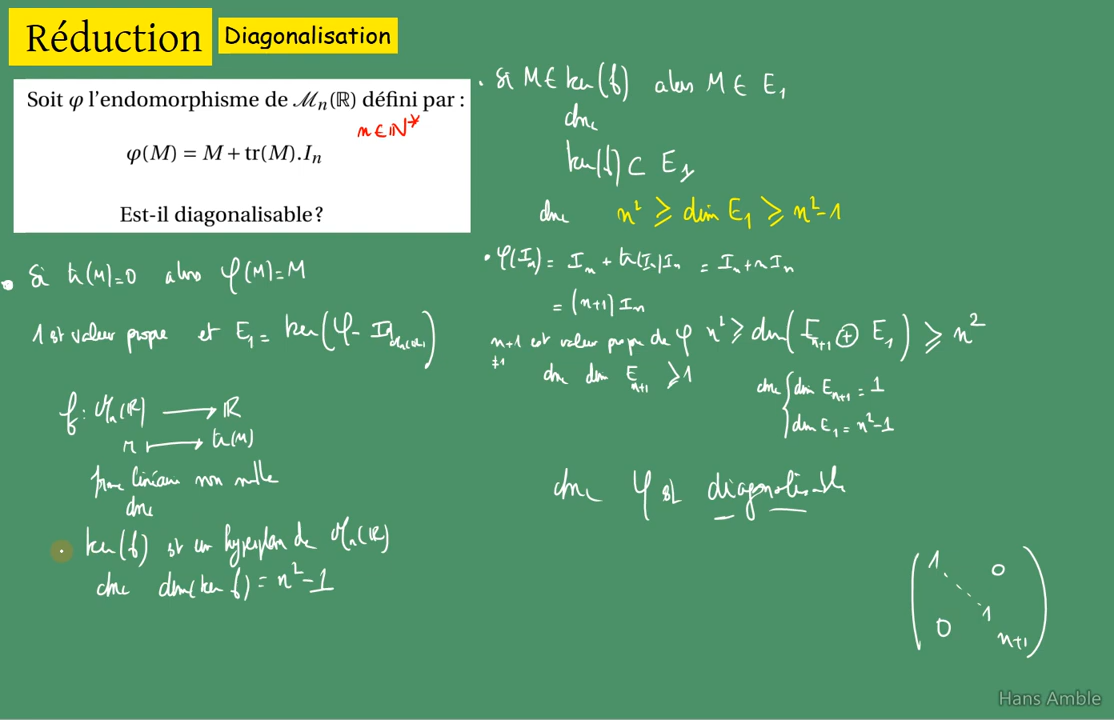 Réduction
Diagonalisation
Soit φ l'endomorphisme de ℳn(ℝ) défini par :
n ∈ ℕ*
φ(M) = M + tr(M).In
Est-il diagonalisable ?
• Si tr(M)=0 alors φ(M)=M
1 est valeur propre et E₁ = ker(φ - Id_ℳn(ℝ))
f : ℳn(ℝ) → ℝ
M ↦ tr(M)
forme linéaire non nulle
donc
ker(f) est un hyperplan de ℳn(ℝ)
donc dim(ker f) = n² - 1
• Si M ∈ ker(f) alors M ∈ E₁
donc
ker(f) ⊂ E₁
donc n² ⩾ dim E₁ ⩾ n² - 1
• φ(In) = In + tr(In)In = In + n In
= (n+1) In
n+1 est valeur propre de φ
≠1
donc dim En+1 ⩾ 1
n² ⩾ dim(En+1 ⊕ E₁) ⩾ n²
donc { dim En+1 = 1
dim E₁ = n² - 1
donc φ est diagonalisable
1 0
1
0 n+1
Hans Amble